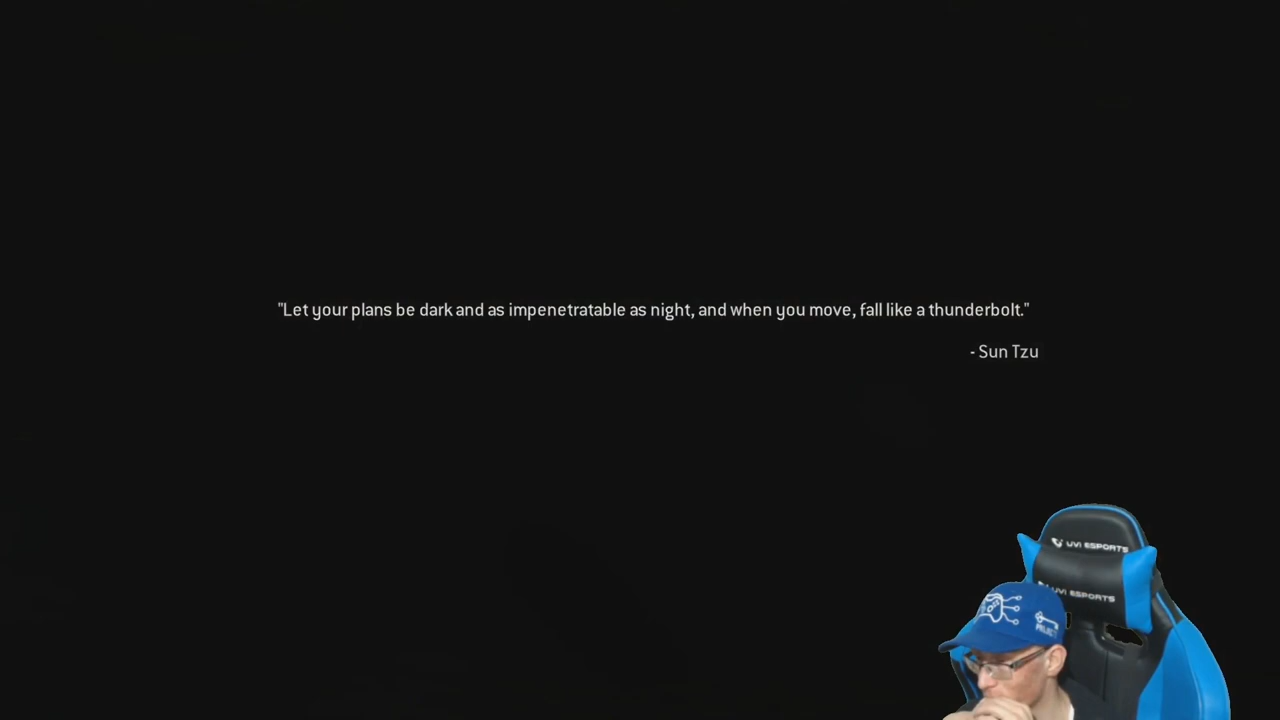 "Let your plans be dark and as impenetratable as night, and when you move, fall like a thunderbolt."
- Sun Tzu
UVI ESPORTS
UVI ESPORTS